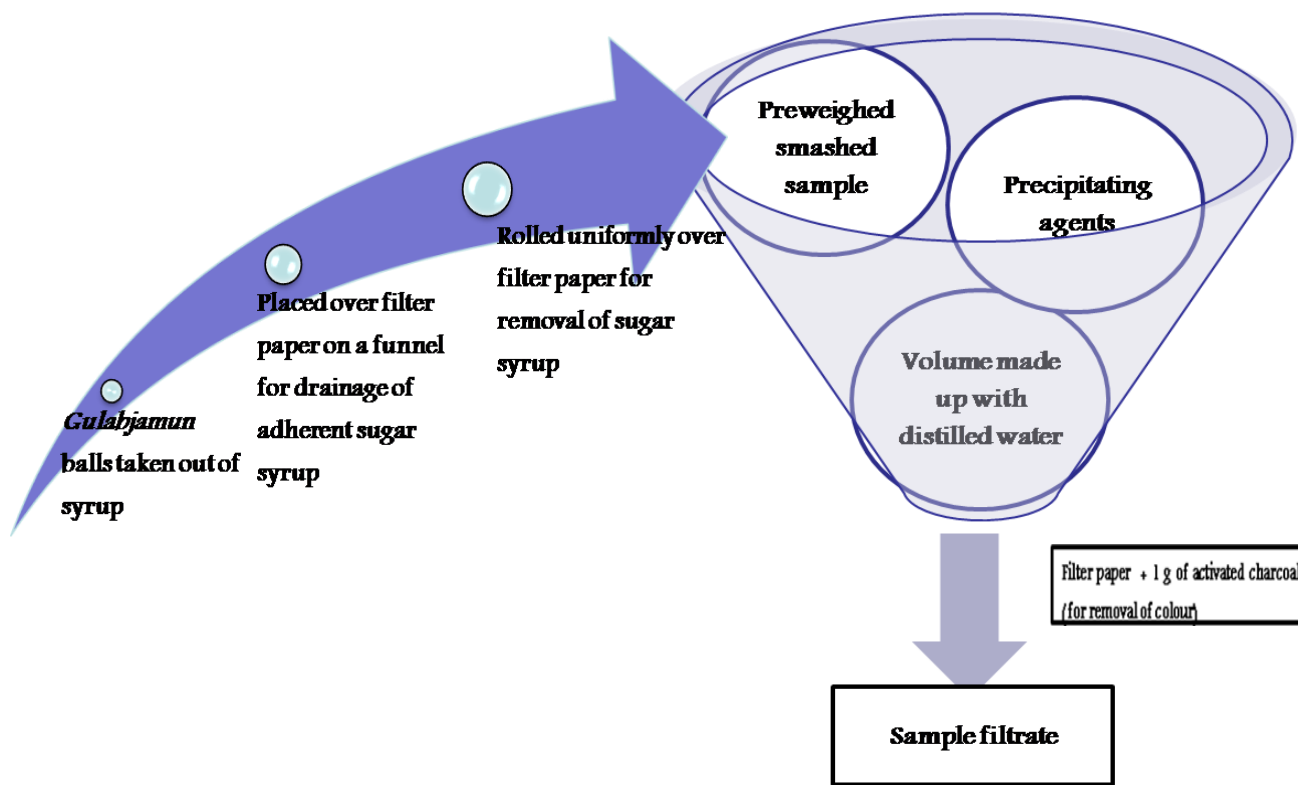 Gulabjamun
balls taken out of
syrup
Placed over filter
paper on a funnel
for drainage of
adherent sugar
syrup
Rolled uniformly over
filter paper for
removal of sugar
syrup
Preweighed
smashed
sample
Precipitating
agents
Volume made
up with
distilled water
Filter paper + 1 g of activated charcoal
(for removal of colour)
Sample filtrate